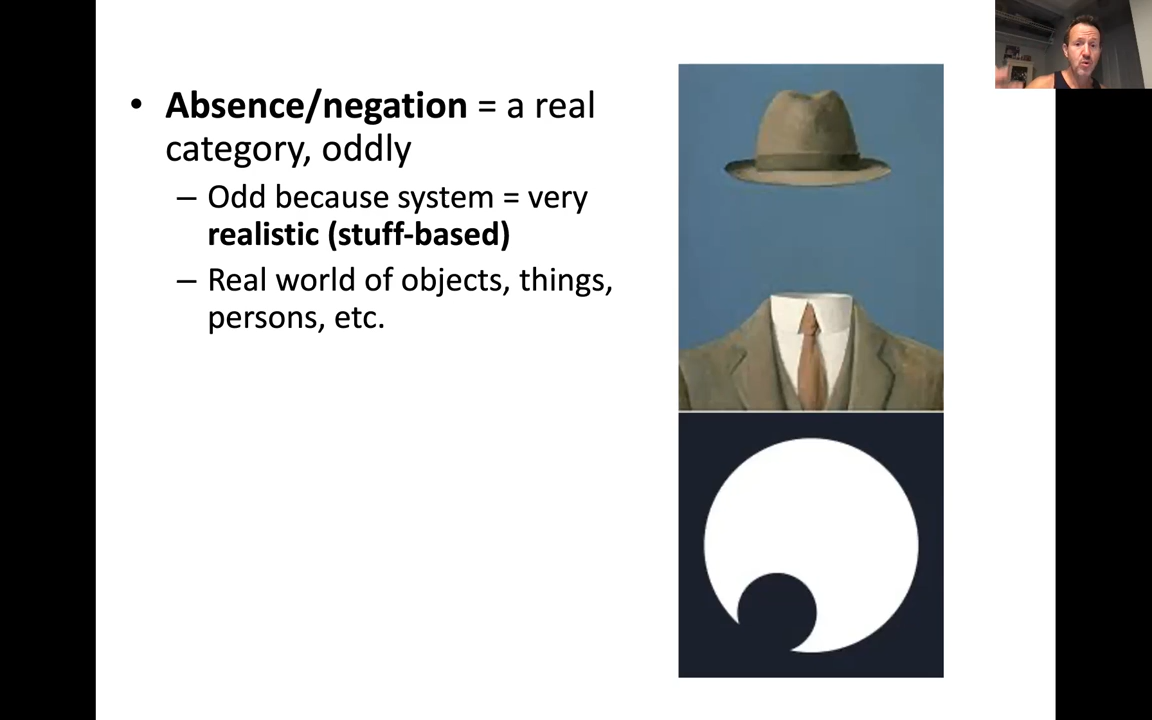 • Absence/negation = a real
category, oddly
– Odd because system = very
realistic (stuff-based)
– Real world of objects, things,
persons, etc.